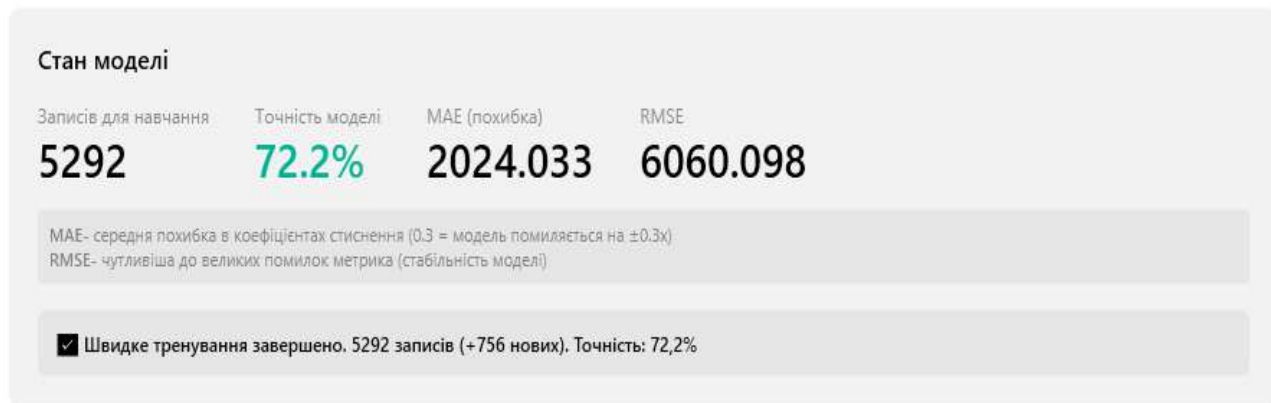 Стан моделі
Записів для навчання Точність моделі MAE (похибка) RMSE
5292 72.2% 2024.033 6060.098
MAE- середня похибка в коефіцієнтах стиснення (0.3 = модель помиляється на ±0.3x)
RMSE- чутливіша до великих помилок метрика (стабільність моделі)
Швидке тренування завершено. 5292 записів (+756 нових). Точність: 72,2%